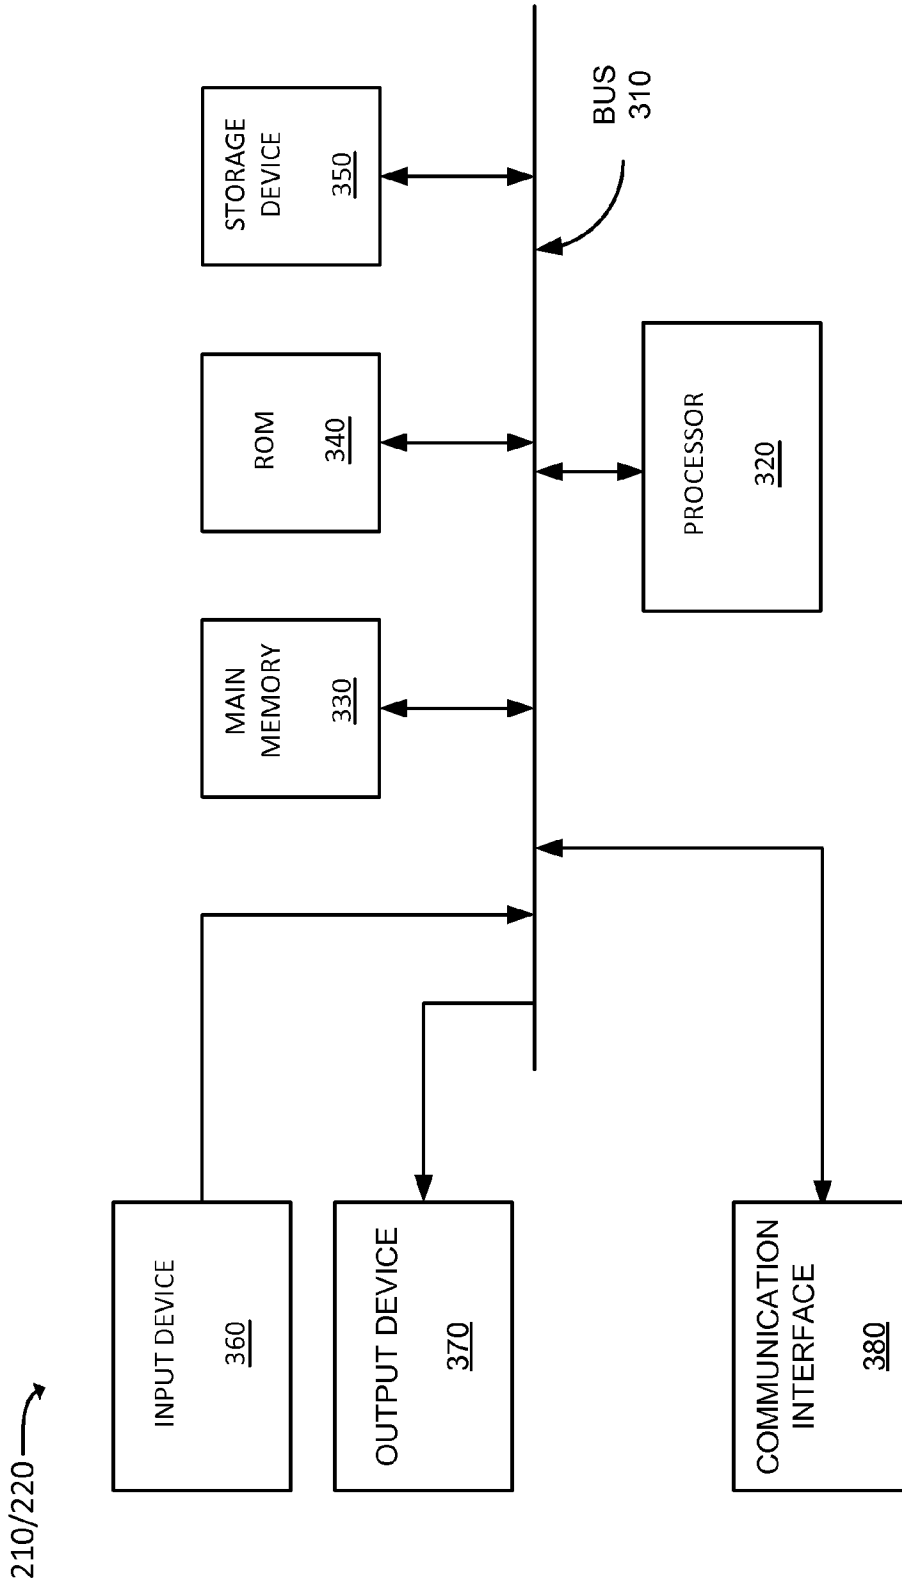 210/220
INPUT DEVICE
360
OUTPUT DEVICE
370
COMMUNICATION
INTERFACE
380
MAIN
MEMORY
330
ROM
340
STORAGE
DEVICE
350
PROCESSOR
320
BUS
310